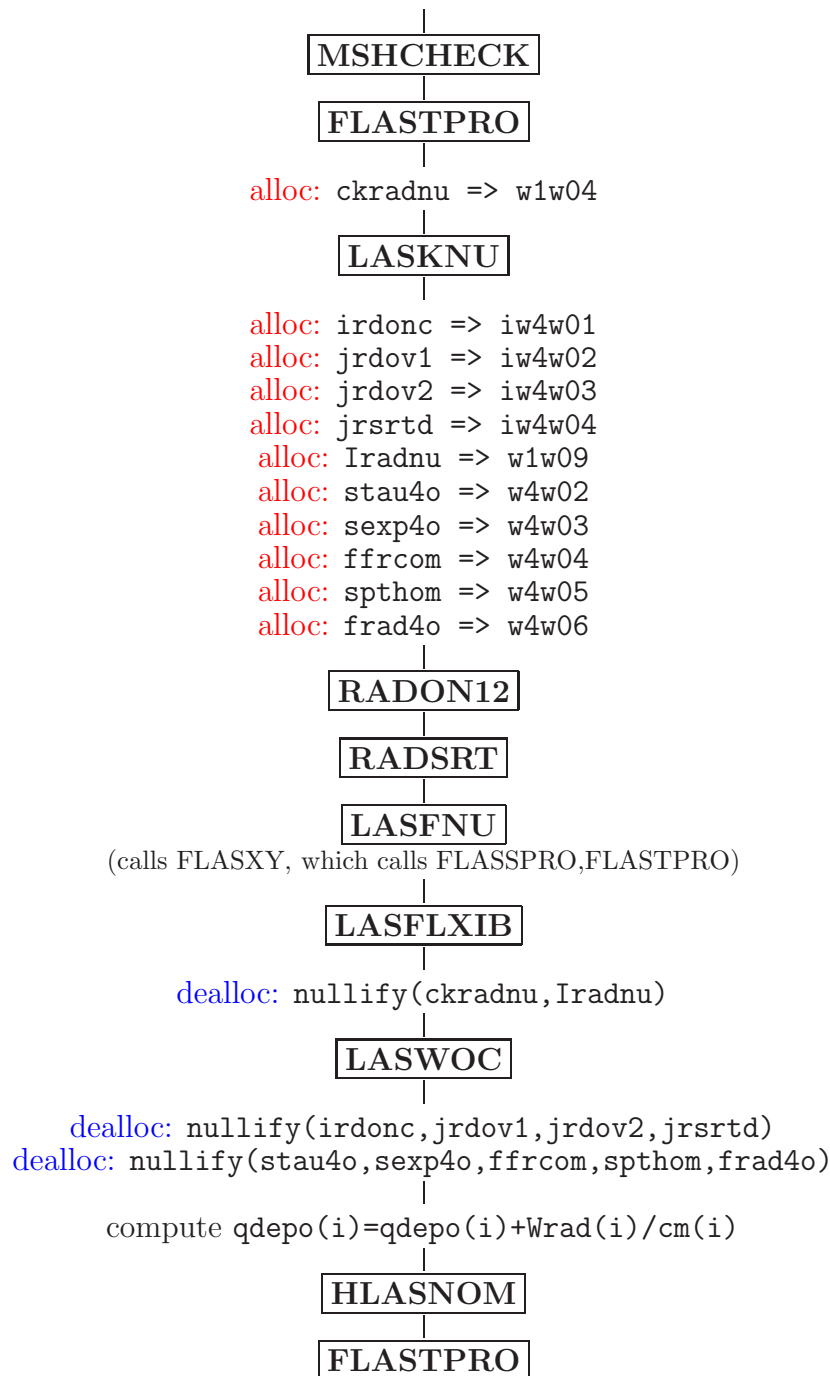 MSHCHECK
FLASTPRO
alloc: ckradnu => w1w04
LASKNU
alloc: irdonc => iw4w01
alloc: jrdov1 => iw4w02
alloc: jrdov2 => iw4w03
alloc: jrsrtd => iw4w04
alloc: Iradnu => w1w09
alloc: stau4o => w4w02
alloc: sexp4o => w4w03
alloc: ffrcom => w4w04
alloc: spthom => w4w05
alloc: frad4o => w4w06
RADON12
RADSRT
LASFNU
(calls FLASXY, which calls FLASSPRO,FLASTPRO)
LASFLXIB
dealloc: nullify(ckradnu,Iradnu)
LASWOC
dealloc: nullify(irdonc,jrdov1,jrdov2,jrsrtd)
dealloc: nullify(stau4o,sexp4o,ffrcom,spthom,frad4o)
compute qdepo(i)=qdepo(i)+Wrad(i)/cm(i)
HLASNOM
FLASTPRO